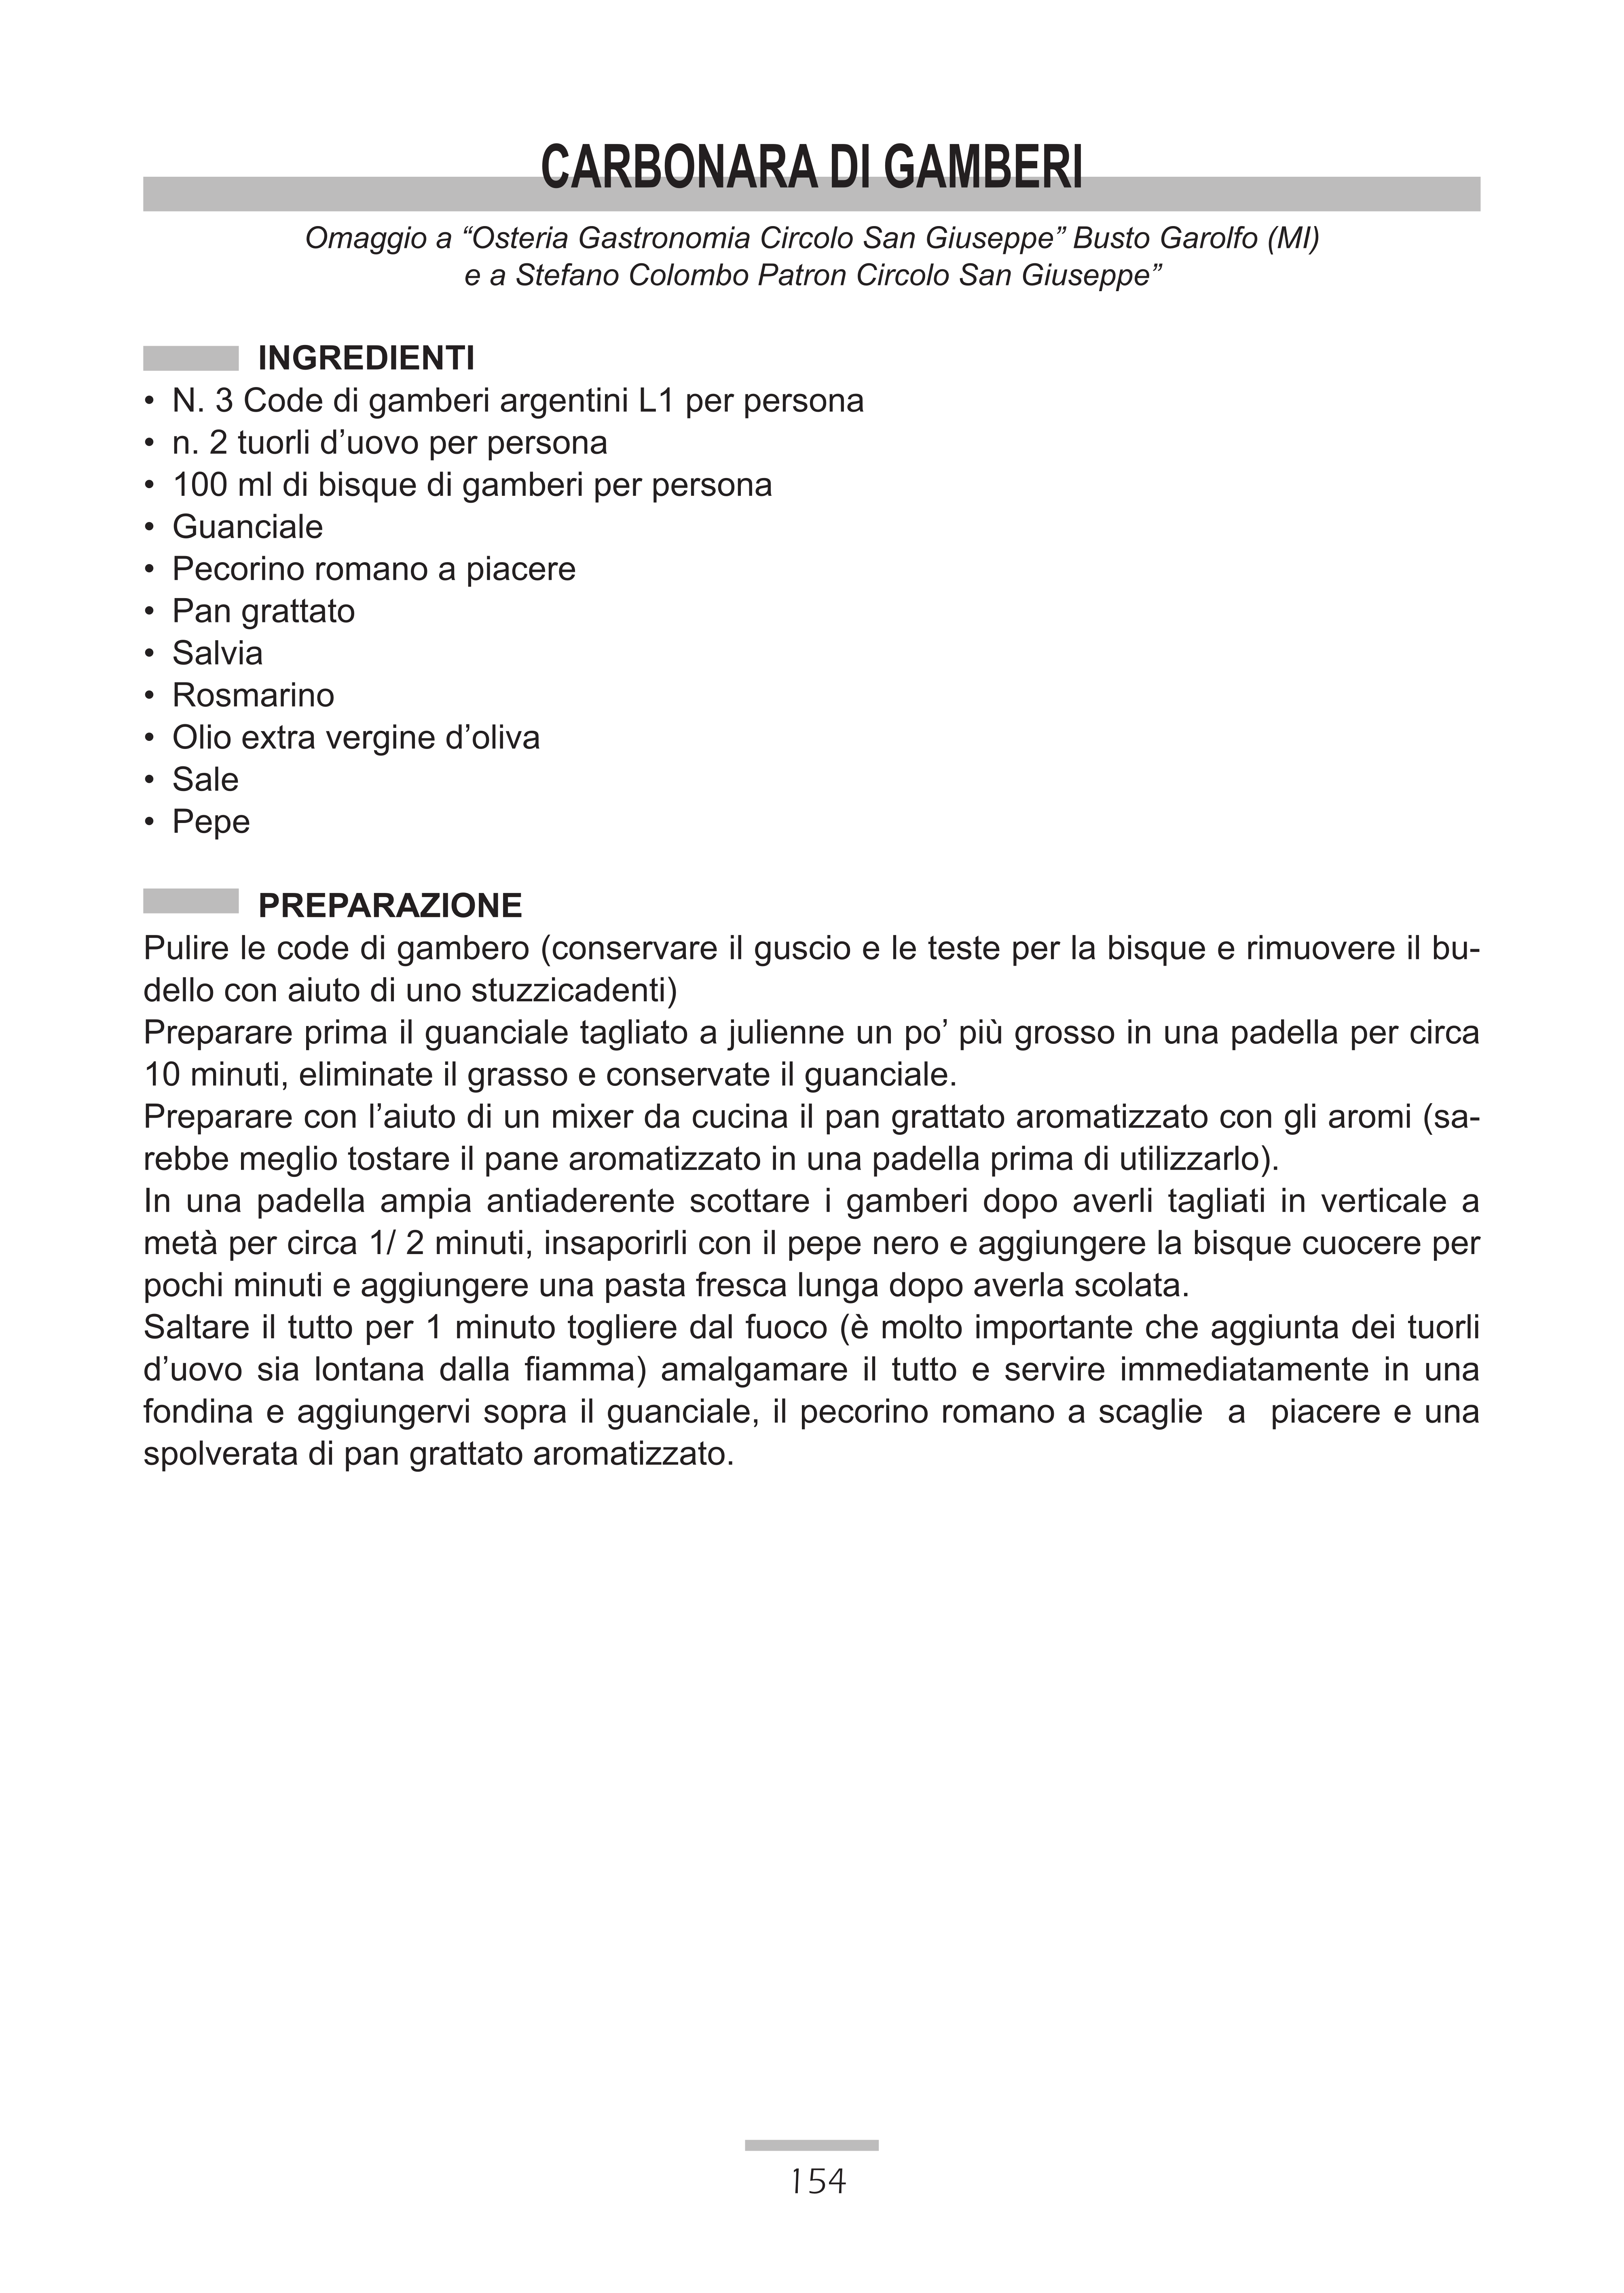 CARBONARA DI GAMBERI
Omaggio a “Osteria Gastronomia Circolo San Giuseppe” Busto Garolfo (MI)
e a Stefano Colombo Patron Circolo San Giuseppe”
INGREDIENTI
• N. 3 Code di gamberi argentini L1 per persona
• n. 2 tuorli d’uovo per persona
• 100 ml di bisque di gamberi per persona
• Guanciale
• Pecorino romano a piacere
• Pan grattato
• Salvia
• Rosmarino
• Olio extra vergine d’oliva
• Sale
• Pepe
PREPARAZIONE
Pulire le code di gambero (conservare il guscio e le teste per la bisque e rimuovere il bu-
dello con aiuto di uno stuzzicadenti)
Preparare prima il guanciale tagliato a julienne un po’ più grosso in una padella per circa
10 minuti, eliminate il grasso e conservate il guanciale.
Preparare con l’aiuto di un mixer da cucina il pan grattato aromatizzato con gli aromi (sa-
rebbe meglio tostare il pane aromatizzato in una padella prima di utilizzarlo).
In una padella ampia antiaderente scottare i gamberi dopo averli tagliati in verticale a
metà per circa 1/ 2 minuti, insaporirli con il pepe nero e aggiungere la bisque cuocere per
pochi minuti e aggiungere una pasta fresca lunga dopo averla scolata.
Saltare il tutto per 1 minuto togliere dal fuoco (è molto importante che aggiunta dei tuorli
d’uovo sia lontana dalla fiamma) amalgamare il tutto e servire immediatamente in una
fondina e aggiungervi sopra il guanciale, il pecorino romano a scaglie a piacere e una
spolverata di pan grattato aromatizzato.
154